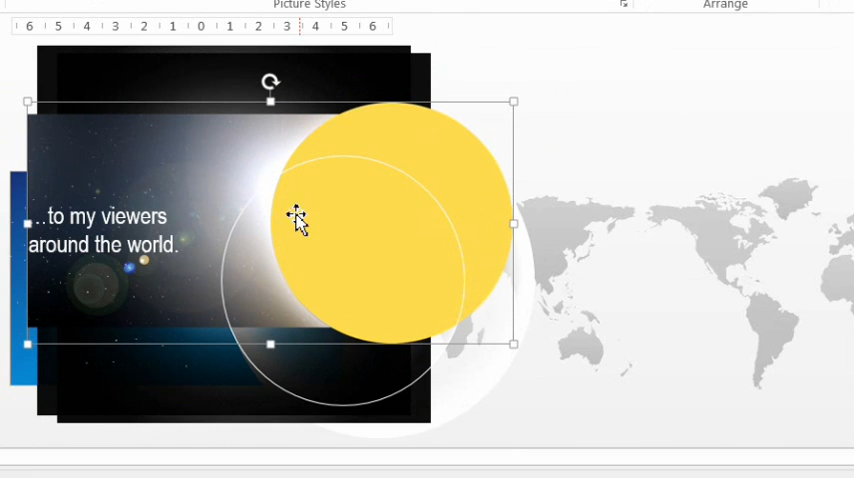 Picture Styles
Arrange
6 5 4 3 2 1 0 1 2 3 4 5 6
...to my viewers
around the world.